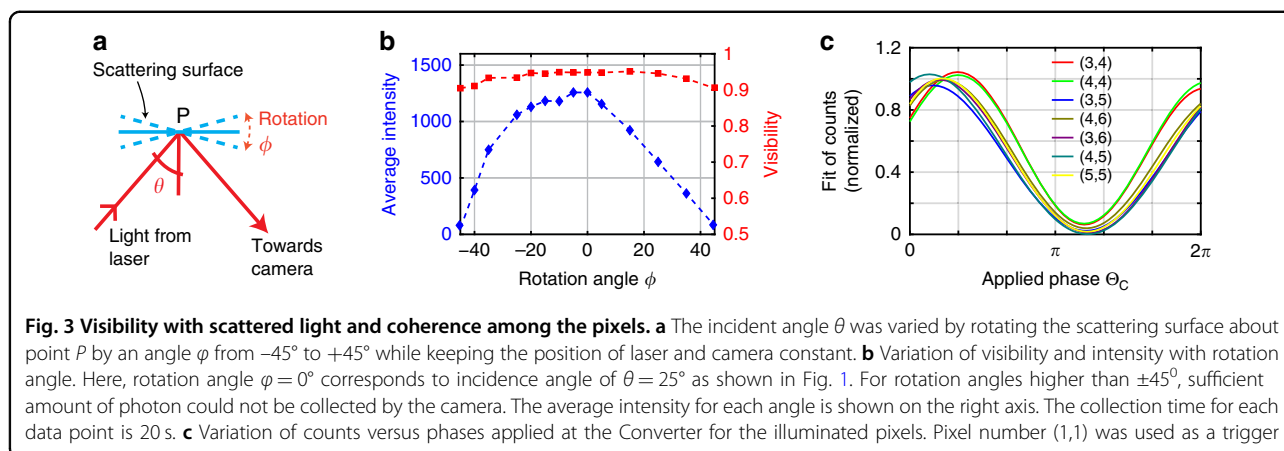 a
Scattering surface
P
Rotation
ϕ
θ
Light from
laser
Towards
camera
b
Average intensity
1500
1000
500
0
−40
−20
0
20
40
Rotation angle ϕ
1
0.9
0.8
0.7
0.6
0.5
Visibility
c
Fit of counts
(normalized)
1.2
0.8
0.4
0
0
π
2π
Applied phase Θ_C
(3,4)
(4,4)
(3,5)
(4,6)
(3,6)
(4,5)
(5,5)
Fig. 3 Visibility with scattered light and coherence among the pixels. a The incident angle θ was varied by rotating the scattering surface about
point P by an angle φ from –45° to +45° while keeping the position of laser and camera constant. b Variation of visibility and intensity with rotation
angle. Here, rotation angle φ = 0° corresponds to incidence angle of θ = 25° as shown in Fig. 1. For rotation angles higher than ±45⁰, sufficient
amount of photon could not be collected by the camera. The average intensity for each angle is shown on the right axis. The collection time for each
data point is 20 s. c Variation of counts versus phases applied at the Converter for the illuminated pixels. Pixel number (1,1) was used as a trigger